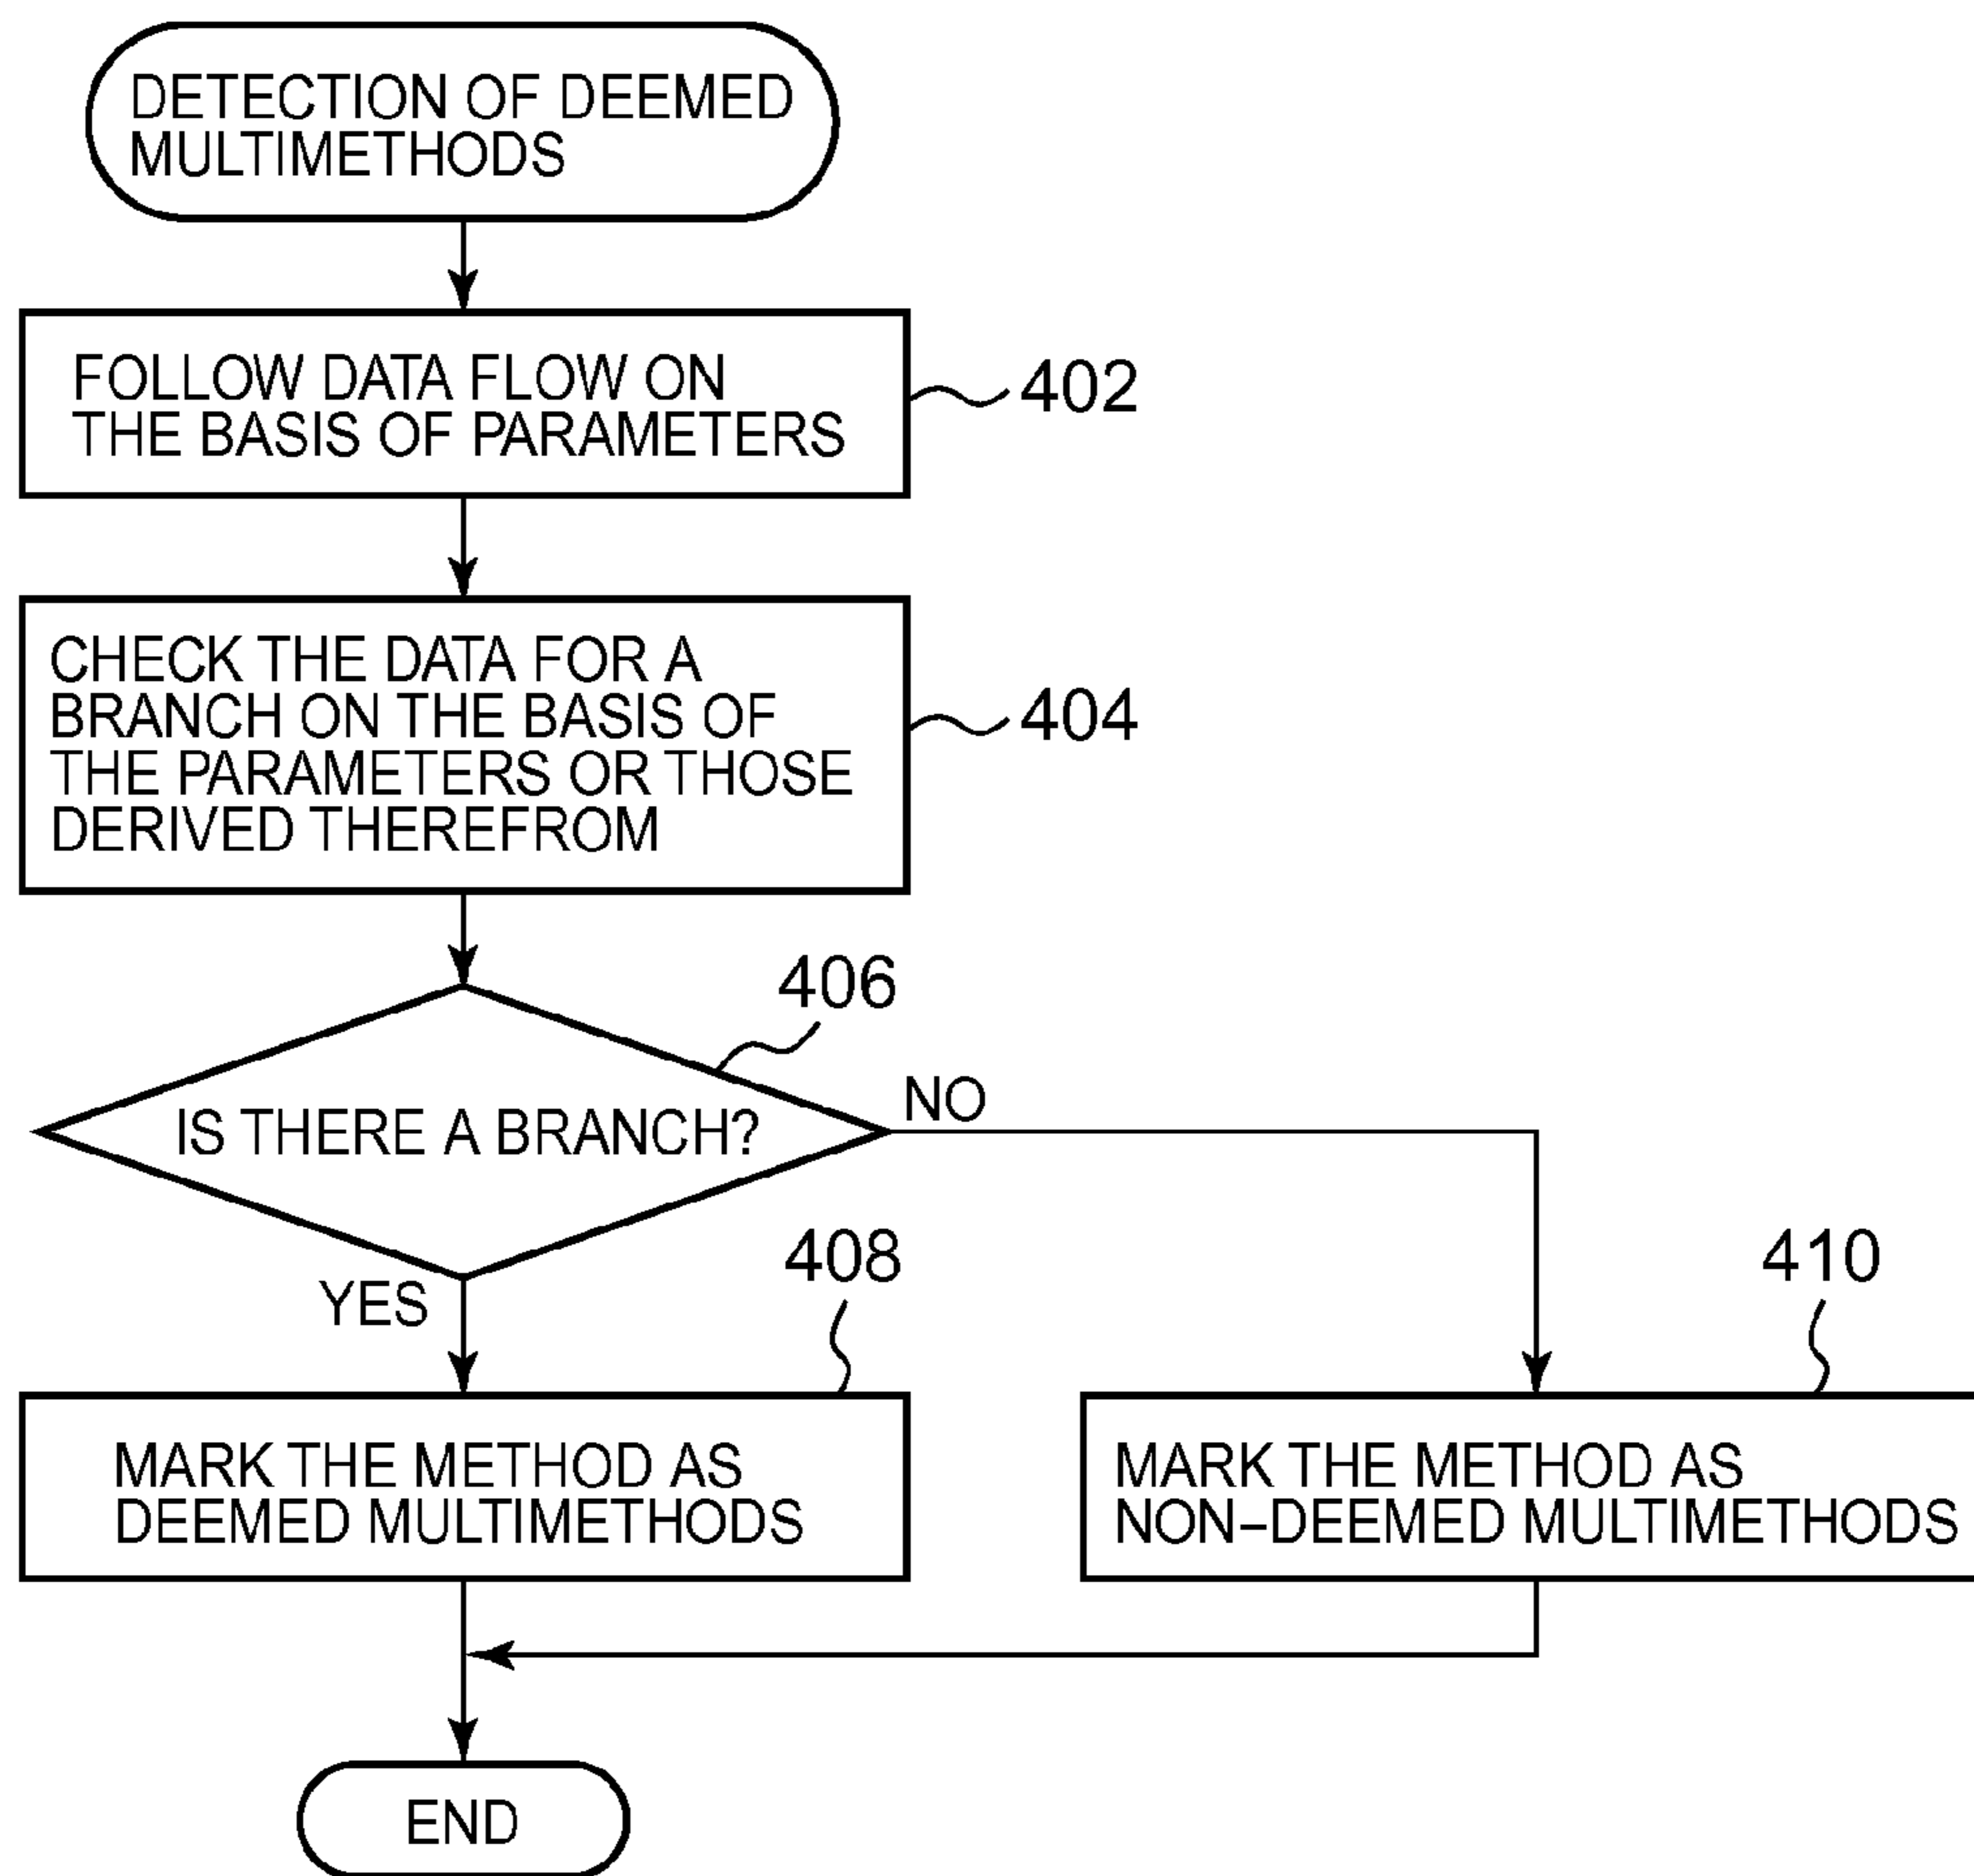 DETECTION OF DEEMED
MULTIMETHODS
FOLLOW DATA FLOW ON
THE BASIS OF PARAMETERS
402
CHECK THE DATA FOR A
BRANCH ON THE BASIS OF
THE PARAMETERS OR THOSE
DERIVED THEREFROM
404
406
IS THERE A BRANCH?
NO
YES
408
410
MARK THE METHOD AS
DEEMED MULTIMETHODS
MARK THE METHOD AS
NON-DEEMED MULTIMETHODS
END